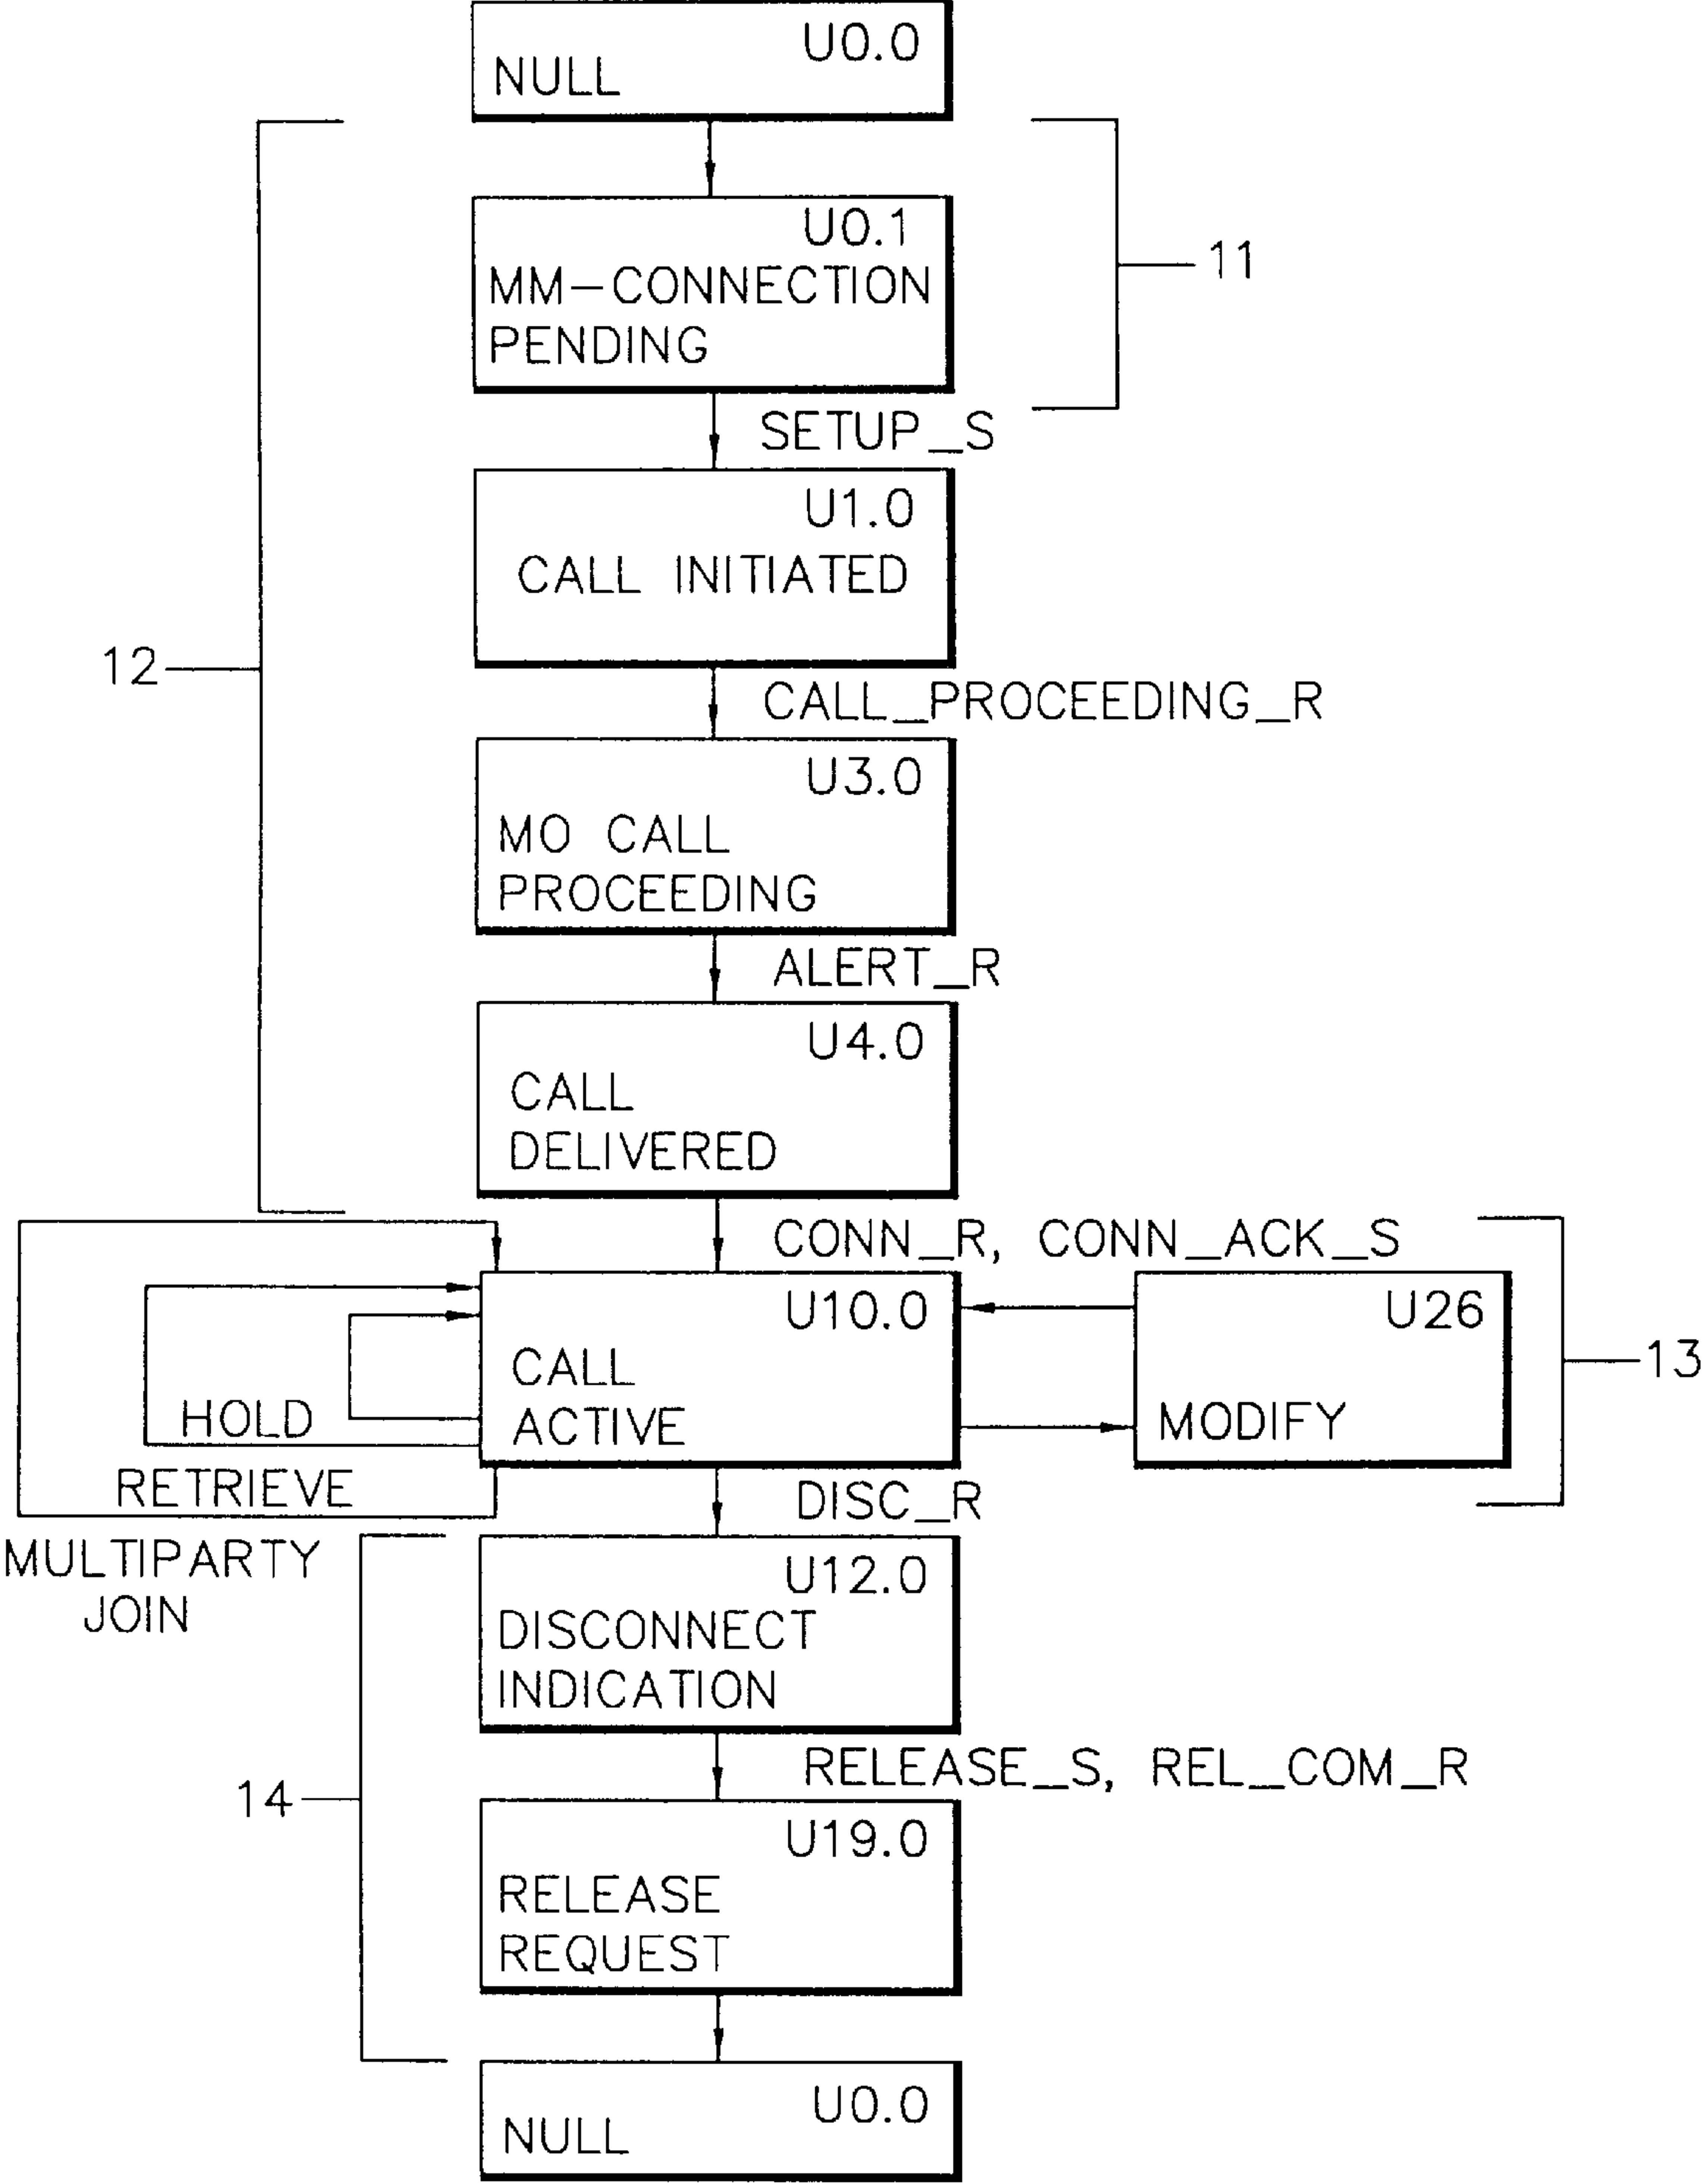 U0.0
NULL
U0.1
MM-CONNECTION
PENDING
11
SETUP_S
U1.0
CALL INITIATED
12
CALL_PROCEEDING_R
U3.0
MO CALL
PROCEEDING
ALERT_R
U4.0
CALL
DELIVERED
CONN_R, CONN_ACK_S
U10.0
CALL
ACTIVE
U26
MODIFY
13
HOLD
RETRIEVE
MULTIPARTY
JOIN
DISC_R
U12.0
DISCONNECT
INDICATION
RELEASE_S, REL_COM_R
14
U19.0
RELEASE
REQUEST
U0.0
NULL